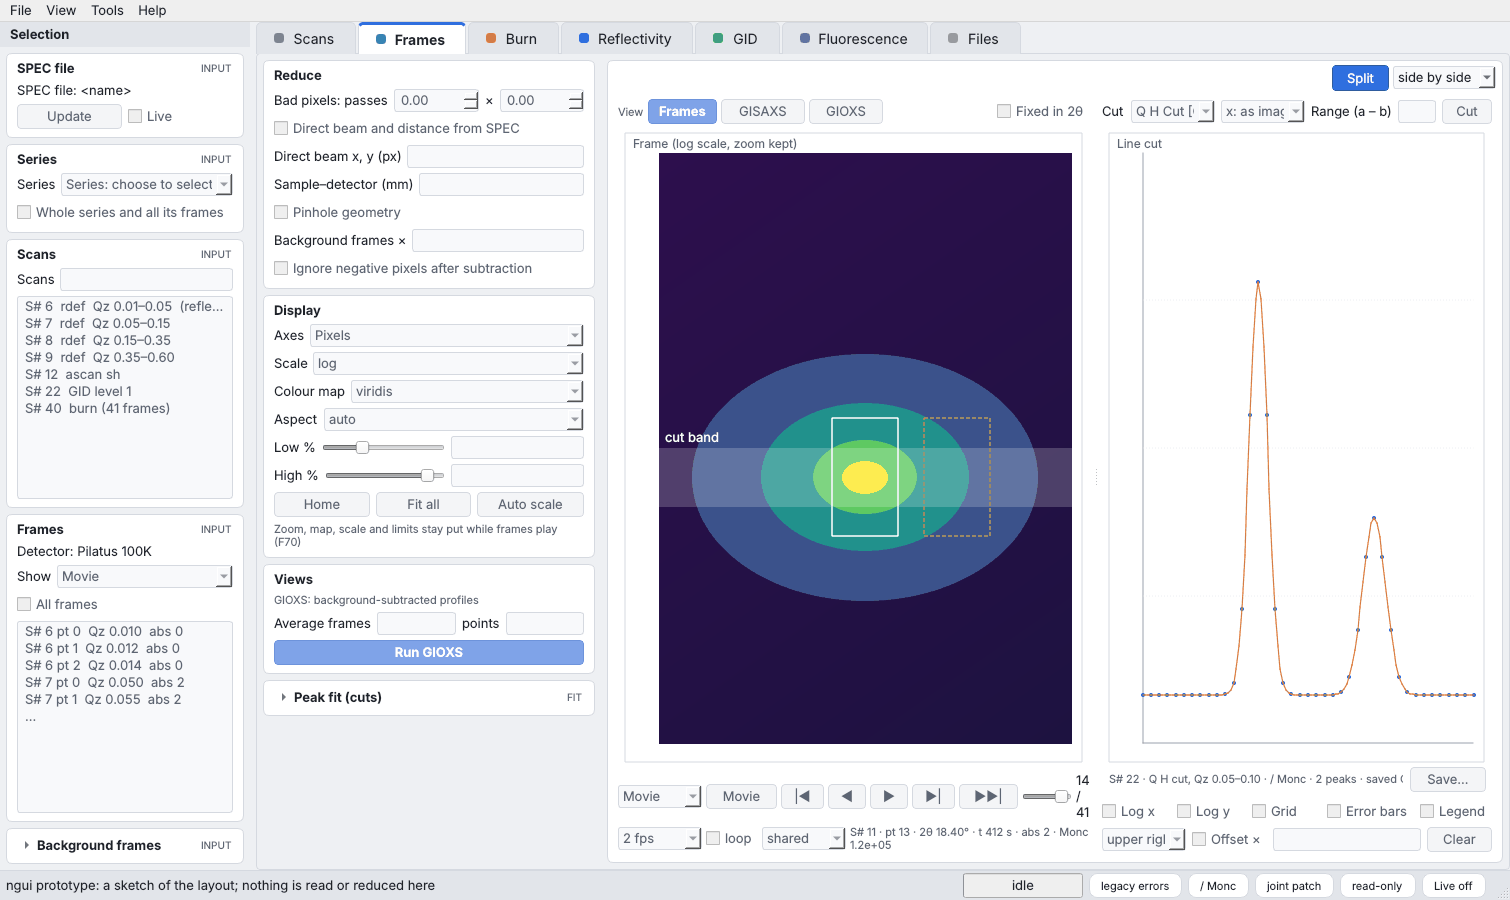 File View Tools Help
Selection
Scans Frames Burn Reflectivity GID Fluorescence Files
SPEC file INPUT
SPEC file: <name>
Update Live
Series INPUT
Series Series: choose to select
Whole series and all its frames
Scans INPUT
Scans
S# 6 rdef Qz 0.01–0.05 (refle...
S# 7 rdef Qz 0.05–0.15
S# 8 rdef Qz 0.15–0.35
S# 9 rdef Qz 0.35–0.60
S# 12 ascan sh
S# 22 GID level 1
S# 40 burn (41 frames)
Frames INPUT
Detector: Pilatus 100K
Show Movie
All frames
S# 6 pt 0 Qz 0.010 abs 0
S# 6 pt 1 Qz 0.012 abs 0
S# 6 pt 2 Qz 0.014 abs 0
S# 7 pt 0 Qz 0.050 abs 2
S# 7 pt 1 Qz 0.055 abs 2
...
Background frames INPUT
Reduce
Bad pixels: passes 0.00 × 0.00
Direct beam and distance from SPEC
Direct beam x, y (px)
Sample–detector (mm)
Pinhole geometry
Background frames ×
Ignore negative pixels after subtraction
Display
Axes Pixels
Scale log
Colour map viridis
Aspect auto
Low %
High %
Home Fit all Auto scale
Zoom, map, scale and limits stay put while frames play
(F70)
Views
GIOXS: background-subtracted profiles
Average frames points
Run GIOXS
Peak fit (cuts) FIT
Split side by side
View Frames GISAXS GIOXS Fixed in 2θ
Frame (log scale, zoom kept)
cut band
Movie Movie 14 / 41
2 fps loop shared S# 11 · pt 13 · 2θ 18.40° · t 412 s · abs 2 · Monc
1.2e+05
Cut Q H Cut [ x: as imag Range (a – b) Cut
Line cut
S# 22 · Q H cut, Qz 0.05–0.10 · / Monc · 2 peaks · saved Save...
Log x Log y Grid Error bars Legend
upper rigl Offset × Clear
ngui prototype: a sketch of the layout; nothing is read or reduced here
idle legacy errors / Monc joint patch read-only Live off